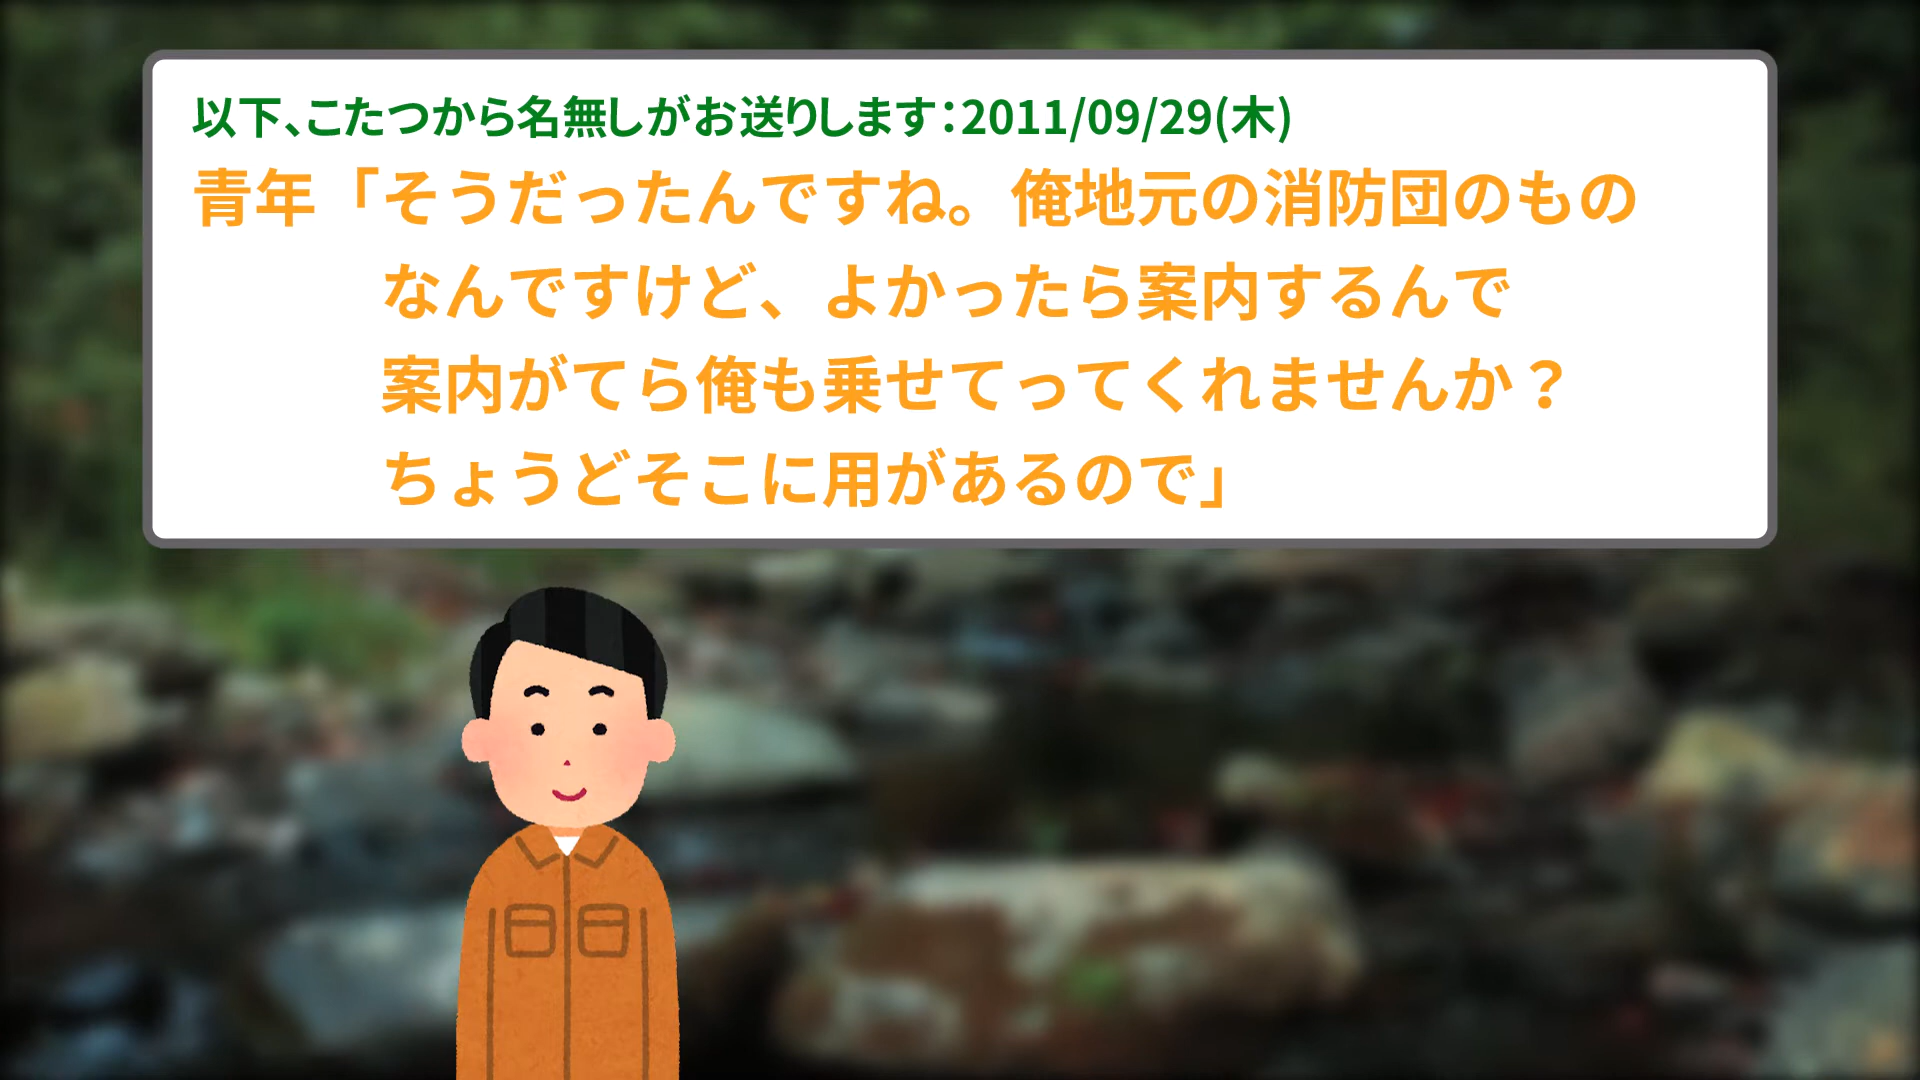 以下、こたつから名無しがお送りします：2011/09/29(木)
青年「そうだったんですね。俺地元の消防団のもの
なんですけど、よかったら案内するんで
案内がてら俺も乗せてってくれませんか？
ちょうどそこに用があるので」